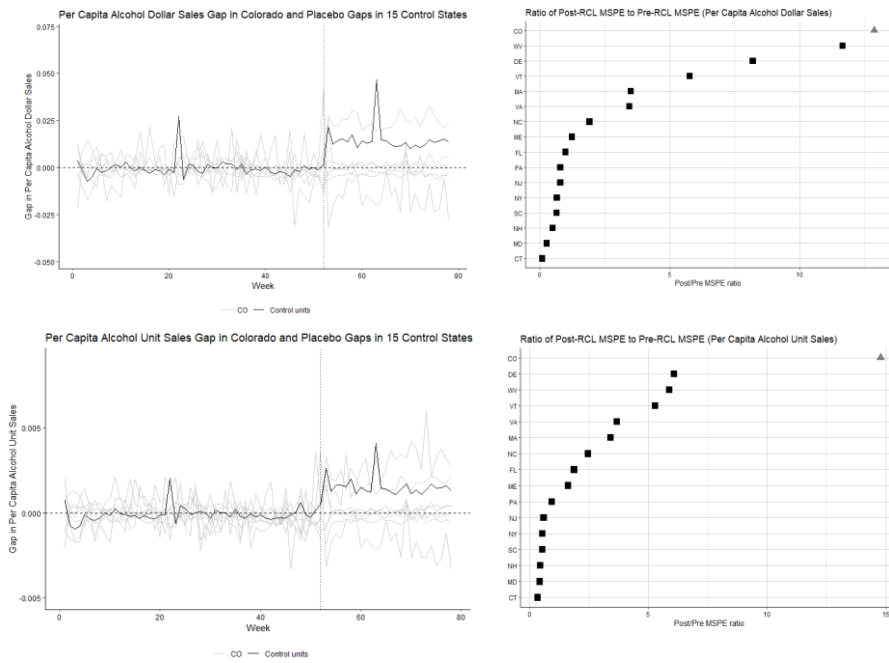 Per Capita Alcohol Dollar Sales Gap in Colorado and Placebo Gaps in 15 Control States
Gap in Per Capita Alcohol Dollar Sales
0.075
0.050
0.025
0.000
-0.025
-0.050
0
20
40
60
80
Week
CO
Control units
Ratio of Post-RCL MSPE to Pre-RCL MSPE (Per Capita Alcohol Dollar Sales)
CO
WV
DE
VT
MA
VA
NC
ME
FL
PA
NJ
NY
SC
NH
MD
CT
0
5
10
Post/Pre MSPE ratio
Per Capita Alcohol Unit Sales Gap in Colorado and Placebo Gaps in 15 Control States
Gap in Per Capita Alcohol Unit Sales
0.005
0.000
-0.005
0
20
40
60
80
Week
CO
Control units
Ratio of Post-RCL MSPE to Pre-RCL MSPE (Per Capita Alcohol Unit Sales)
CO
DE
WV
VT
VA
MA
NC
FL
ME
PA
NJ
NY
SC
NH
MD
CT
0
5
10
15
Post/Pre MSPE ratio